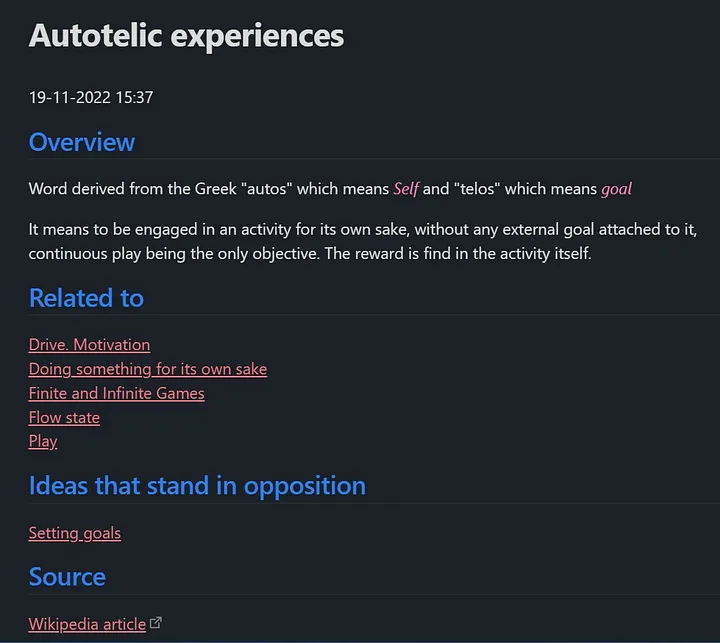 Autotelic experiences
19-11-2022 15:37
Overview
Word derived from the Greek "autos" which means Self and "telos" which means goal
It means to be engaged in an activity for its own sake, without any external goal attached to it,
continuous play being the only objective. The reward is find in the activity itself.
Related to
Drive. Motivation
Doing something for its own sake
Finite and Infinite Games
Flow state
Play
Ideas that stand in opposition
Setting goals
Source
Wikipedia article